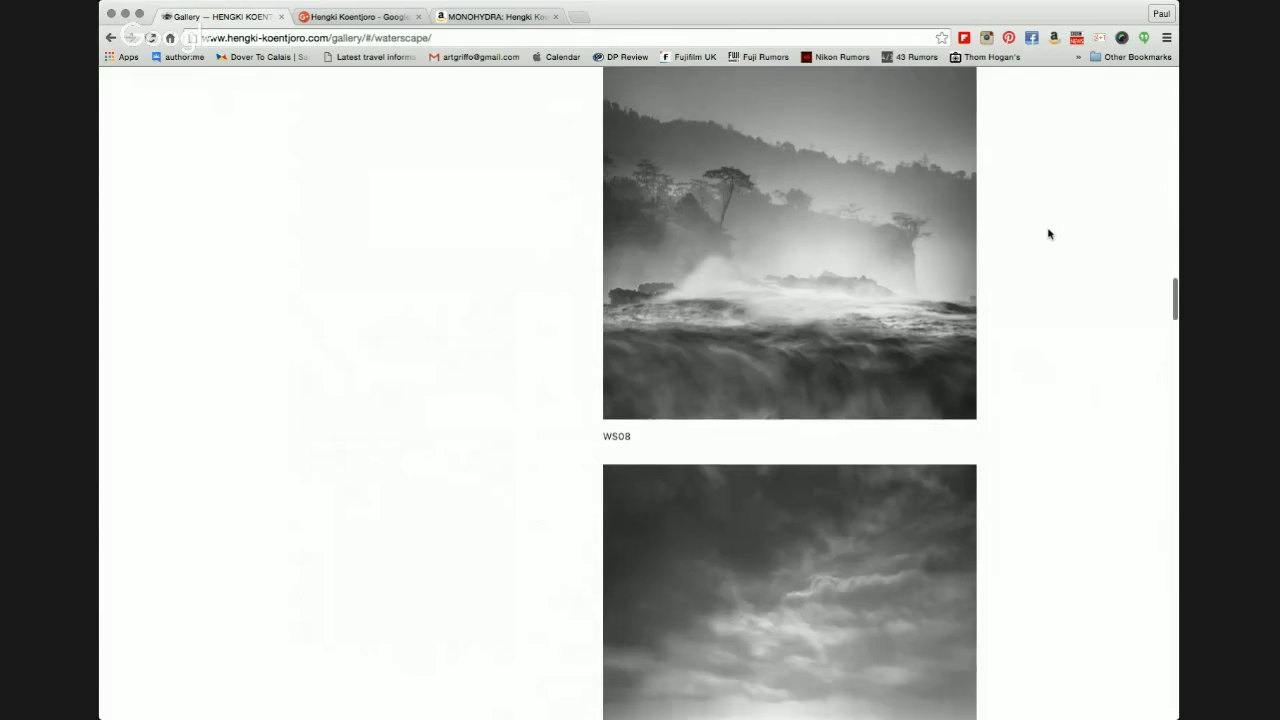 Gallery — HENGKI KOENT
Hengki Koentjoro - Google
MONOHYDRA: Hengki Ko
Paul
www.hengki-koentjoro.com/gallery/#/waterscape/
Apps
author:me
Dover To Calais | Sa
Latest travel inform
artgriffo@gmail.com
Calendar
DP Review
Fujifilm UK
Fuji Rumors
Nikon Rumors
43 Rumors
Thom Hogan's
»
Other Bookmarks
WS08